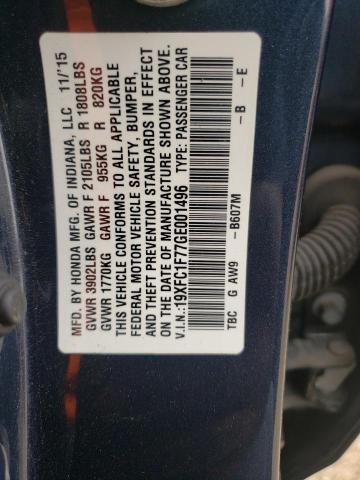 MFD. BY HONDA MFG. OF INDIANA, LLC 11/'15
GVWR 3902LBS GAWR F 2105LBS R 1808LBS
GVWR 1770KG GAWR F 955KG R 820KG
THIS VEHICLE CONFORMS TO ALL APPLICABLE
FEDERAL MOTOR VEHICLE SAFETY, BUMPER,
AND THEFT PREVENTION STANDARDS IN EFFECT
ON THE DATE OF MANUFACTURE SHOWN ABOVE.
V.I.N.:19XFC1F77GE001496 TYPE: PASSENGER CAR
TBC G AW9 - B607M - B - E